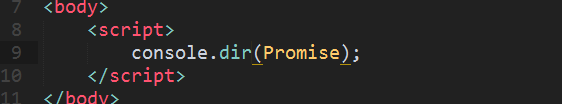 7 <body>
8 <script>
9 console.dir(Promise);
10 </script>
11 </body>